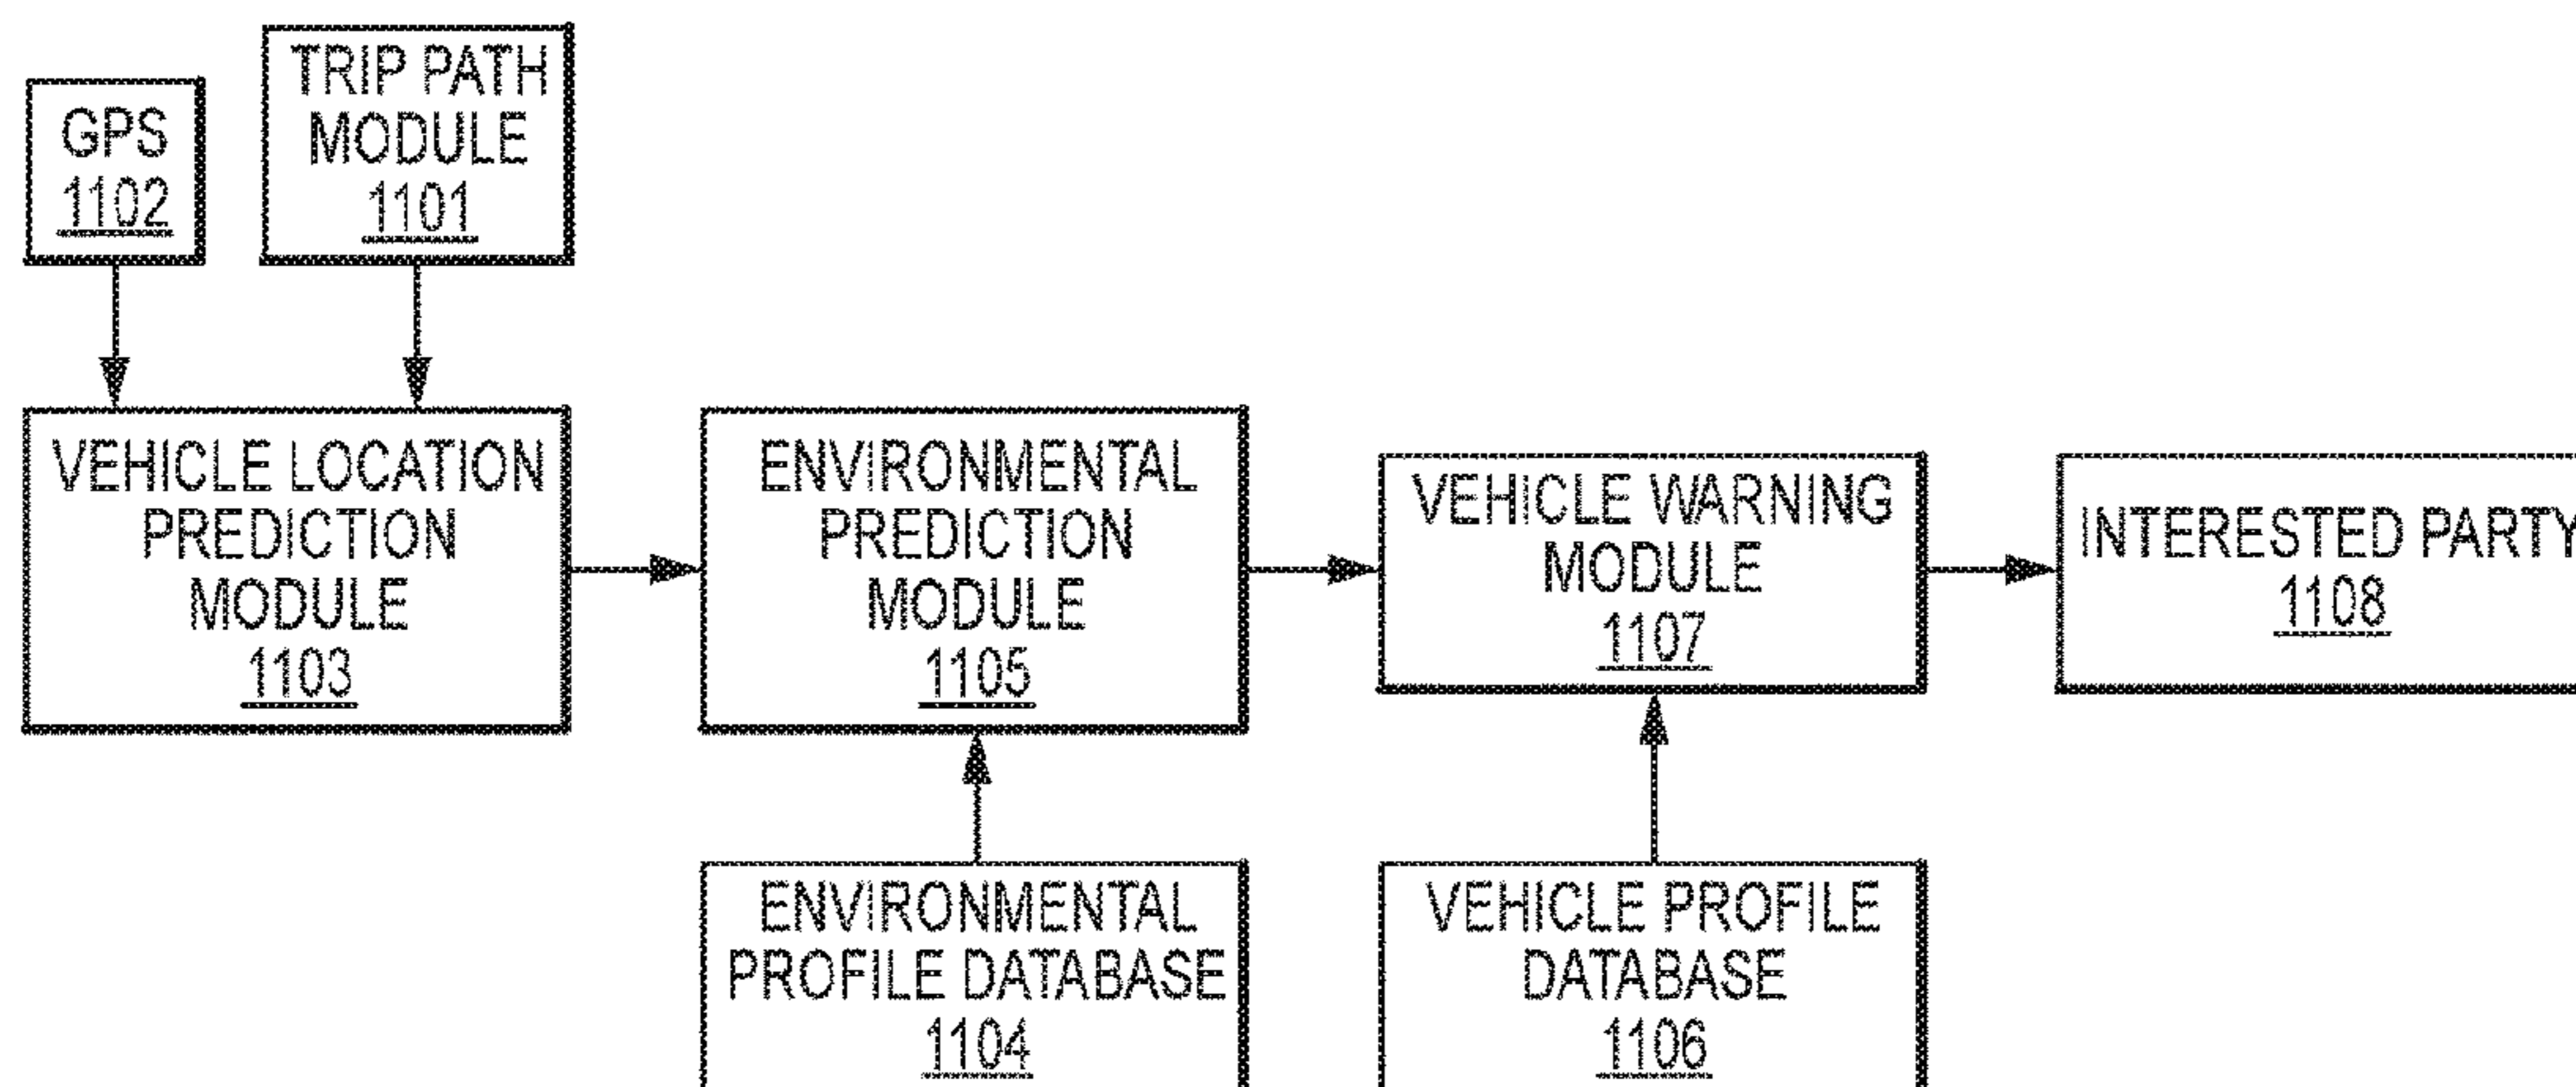 GPS
1102
TRIP PATH
MODULE
1101
VEHICLE LOCATION
PREDICTION
MODULE
1103
ENVIRONMENTAL
PREDICTION
MODULE
1105
VEHICLE WARNING
MODULE
1107
INTERESTED PARTY
1108
ENVIRONMENTAL
PROFILE DATABASE
1104
VEHICLE PROFILE
DATABASE
1106